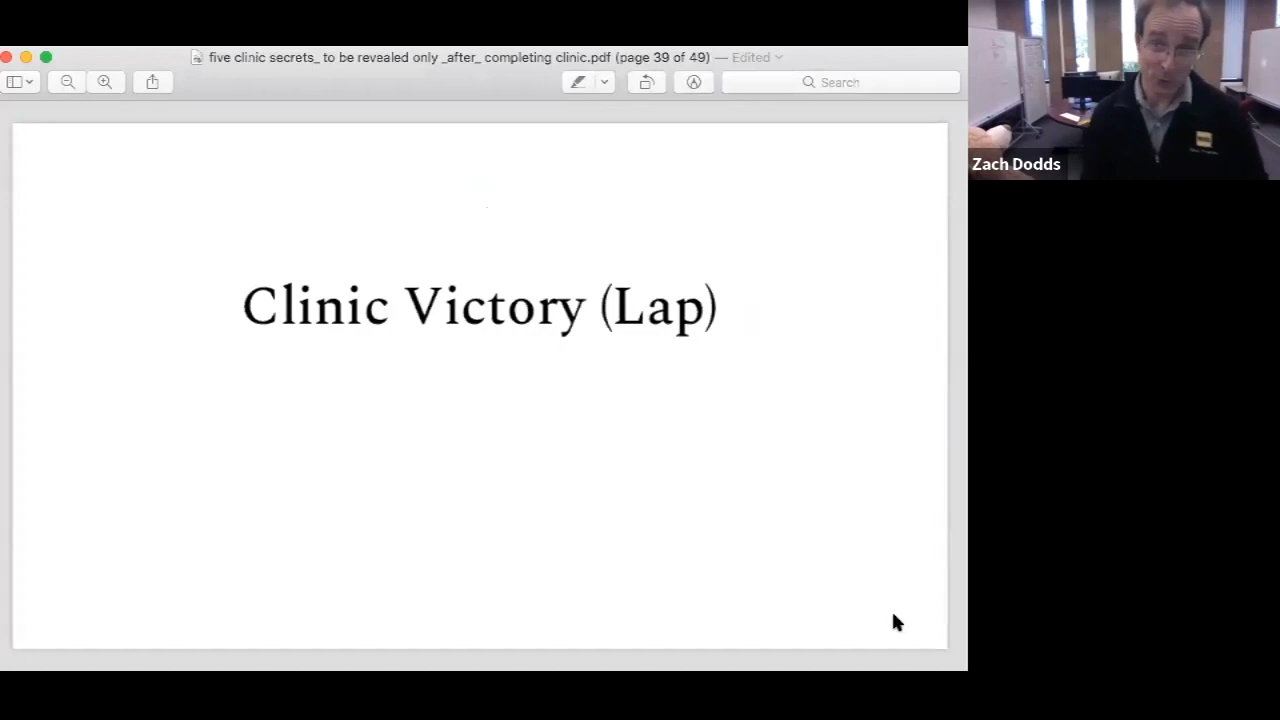 five clinic secrets_ to be revealed only _after_ completing clinic.pdf (page 39 of 49) — Edited
Search
Zach Dodds
Clinic Victory (Lap)